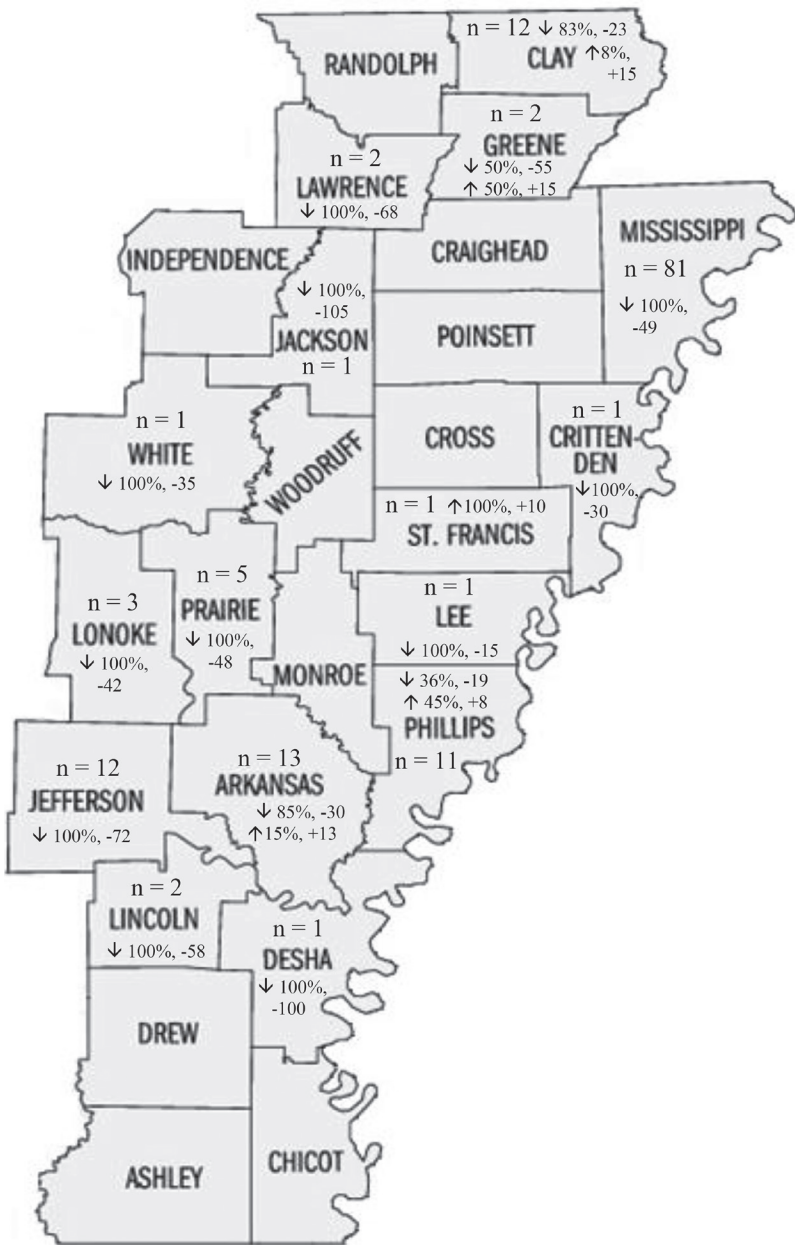 n = 12 ↓ 83%, -23
RANDOLPH
CLAY ↑8%,
+15
n = 2
GREENE
↓ 50%, -55
↑ 50%, +15
n = 2
LAWRENCE
↓ 100%, -68
MISSISSIPPI
n = 81
↓ 100%,
-49
INDEPENDENCE
CRAIGHEAD
↓ 100%,
-105
JACKSON
n = 1
POINSETT
n = 1
WHITE
↓ 100%, -35
WOODRUFF
CROSS
n = 1
CRITTEN-
DEN
↓100%,
-30
n = 1 ↑100%, +10
ST. FRANCIS
n = 3
LONOKE
↓ 100%,
-42
n = 5
PRAIRIE
↓ 100%,
-48
MONROE
n = 1
LEE
↓ 100%, -15
↓ 36%, -19
↑ 45%, +8
PHILLIPS
n = 11
n = 12
JEFFERSON
↓ 100%, -72
n = 13
ARKANSAS
↓ 85%, -30
↑15%, +13
n = 2
LINCOLN
↓ 100%, -58
n = 1
DESHA
↓ 100%,
-100
DREW
ASHLEY
CHICOT